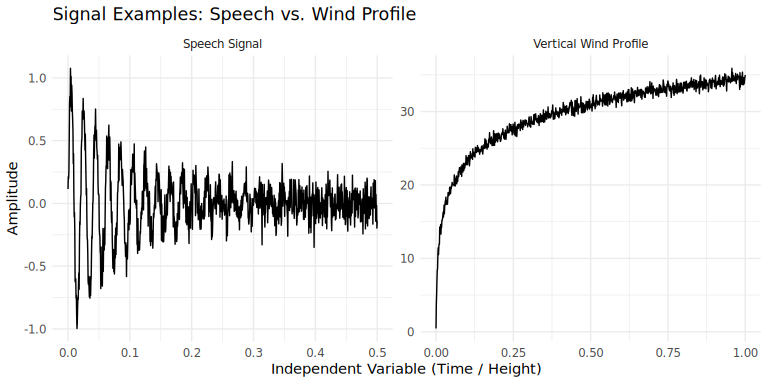 Signal Examples: Speech vs. Wind Profile
Speech Signal
Vertical Wind Profile
Amplitude
1.0
0.5
0.0
-0.5
-1.0
30
20
10
0
0.0 0.1 0.2 0.3 0.4 0.5
0.00 0.25 0.50 0.75 1.00
Independent Variable (Time / Height)